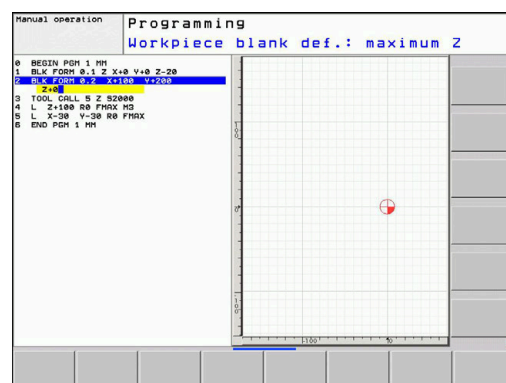 Manual operation
Programming
Workpiece blank def.: maximum Z
0 BEGIN PGM 1 MM
1 BLK FORM 0.1 Z X+0 Y+0 Z-20
2 BLK FORM 0.2 X+100 Y+200
Z+0
3 TOOL CALL 5 Z S2000
4 L Z+100 R0 FMAX M3
5 L X-30 Y-30 R0 FMAX
6 END PGM 1 MM